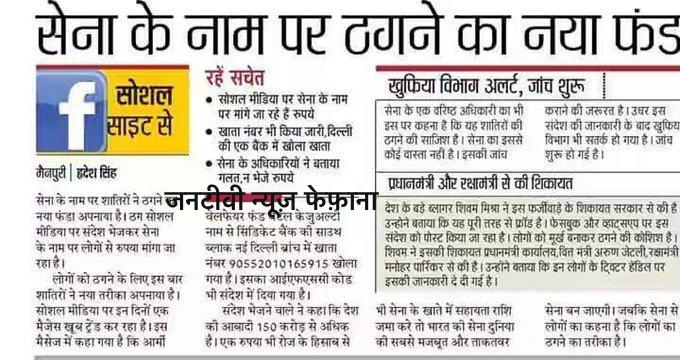 सेना के नाम पर ठगने का नया फंड
सोशल
साइट से
मैनपुरी | हृदेश सिंह
सेना के नाम पर शातिरों ने ठगने
नया फंडा अपनाया है। ठग सोशल
मीडिया पर संदेश भेजकर सेना
के नाम पर लोगों से रुपया मांगा जा
रहा है।
लोगों को ठगने के लिए इस बार
शातिरों ने नया तरीका अपनाया है।
सोशल मीडिया पर इन दिनों एक
मैजेस खूब ट्रेंड कर रहा है। इस
मैसेज में कहा गया है कि आर्मी
रहें सचेत
• सोशल मीडिया पर सेना के नाम
पर मांगे जा रहे हैं रुपये
• खाता नंबर भी किया जारी,दिल्ली
की एक बैंक में खोला खाता
• सेना के अधिकारियों ने बताया
गलत,न भेजे रुपये
जनटीवी न्यूज़ फेफ़ाना
वेलफेयर फंड बैटल केजुअल्टी
नाम से सिंडिकेट बैंक की साउथ
ब्लाक नई दिल्ली ब्रांच में खाता
नंबर 90552010165915 खोला
गया है। इसका आईएफएससी कोड
भी संदेश में दिया गया है।
संदेश भेजने वाले ने कहा कि देश
की आबादी 150 करोड़ से अधिक
है। एक रुपया भी रोज के हिसाब से
खुफिया विभाग अलर्ट, जांच शुरू
सेना के एक वरिष्ठ अधिकारी का भी
इस पर कहना है कि यह शातिरों की
ठगने की साजिश है। सेना का इससे
कोई वास्ता नहीं है। इसकी जांच
कराने की जरूरत है। उधर इस
संदेश की जानकारी के बाद खुफिय
विभाग भी सतर्क हो गया है। जांच
शुरू हो गई है।
प्रधानमंत्री और रक्षामंत्री से की शिकायत
देश के बड़े ब्लागर शिवम मिश्रा ने इस फर्जीवाड़े के शिकायत सरकार से की है
उन्होंने बताया कि यह पूरी तरह से फ्रॉड है। फेसबुक और व्हाट्सएप पर इस
संदेश को पोस्ट किया जा रहा है। लोगों को मूर्ख बनाकर ठगने की कोशिश है।
शिवम ने इसकी शिकायत प्रधानमंत्री कार्यालय,वित्त मंत्री अरुण जेटली,रक्षामंत्री
मनोहर पार्रिकर से की है। उन्होंने बताया कि इन लोगों के ट्विटर हैंडिल पर
इसकी जानकारी दे दी गई है।
भी सेना के खाते में सहायता राशि
जमा करे तो भारत की सेना दुनिया
की सबसे मजबूत और ताकतवर
सेना बन जाएगी। जबकि सेना से
लोगों का कहना है कि लोगों का
ठगने का तरीका है।